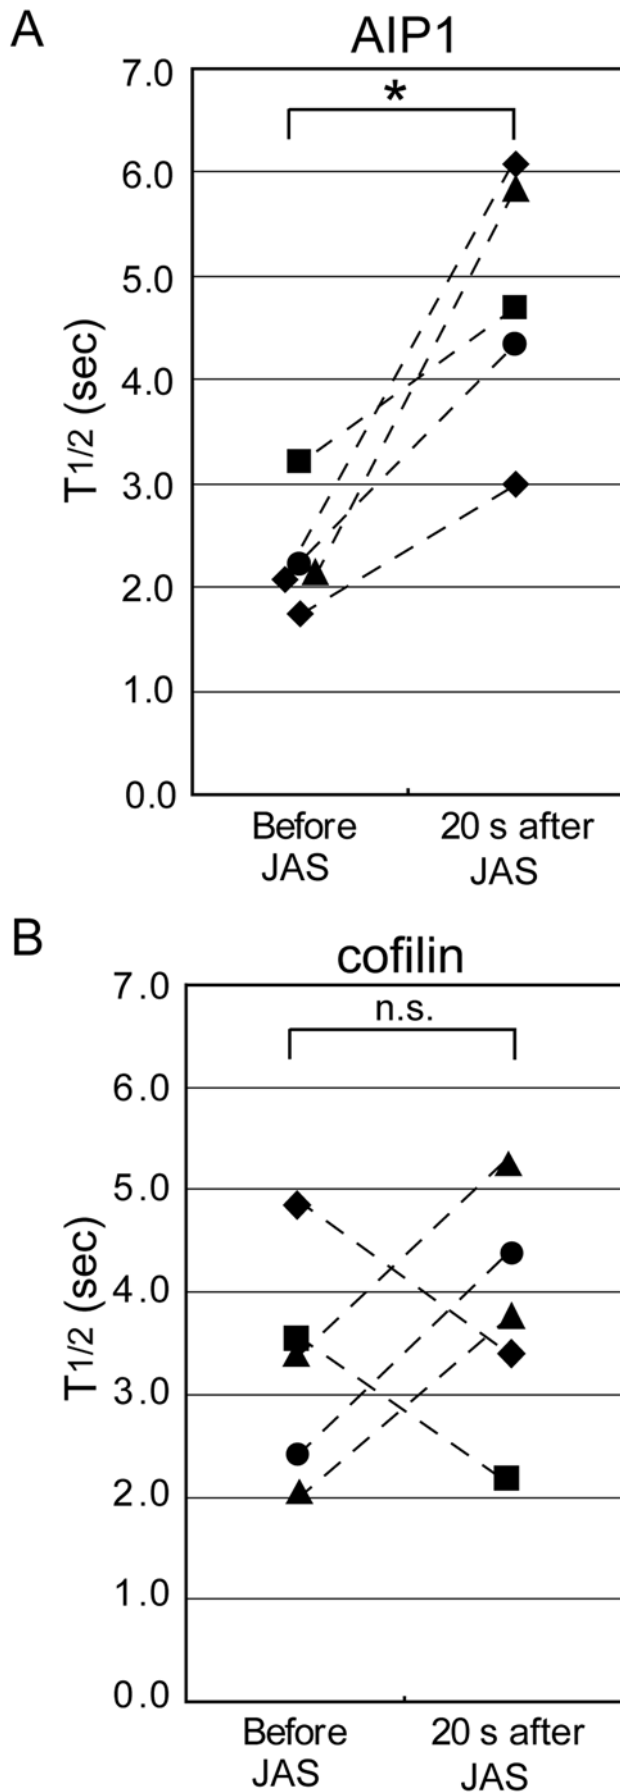 A
AIP1
7.0
*
6.0
5.0
4.0
3.0
2.0
1.0
0.0
T1/2 (sec)
Before
JAS
20 s after
JAS
B
cofilin
7.0
n.s.
6.0
5.0
4.0
3.0
2.0
1.0
0.0
T1/2 (sec)
Before
JAS
20 s after
JAS